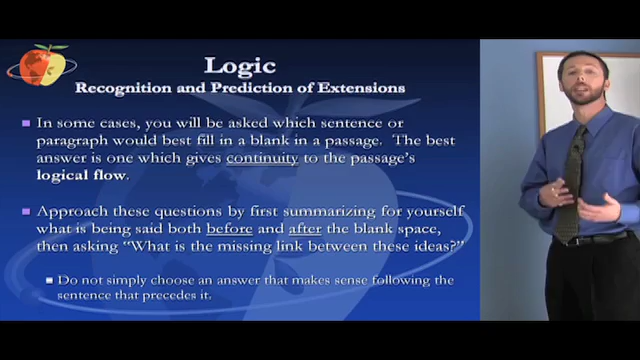 Logic
Recognition and Prediction of Extensions
In some cases, you will be asked which sentence or
paragraph would best fill in a blank in a passage. The best
answer is one which gives continuity to the passage's
logical flow.
Approach these questions by first summarizing for yourself
what is being said both before and after the blank space,
then asking "What is the missing link between these ideas?"
Do not simply choose an answer that makes sense following the
sentence that precedes it.